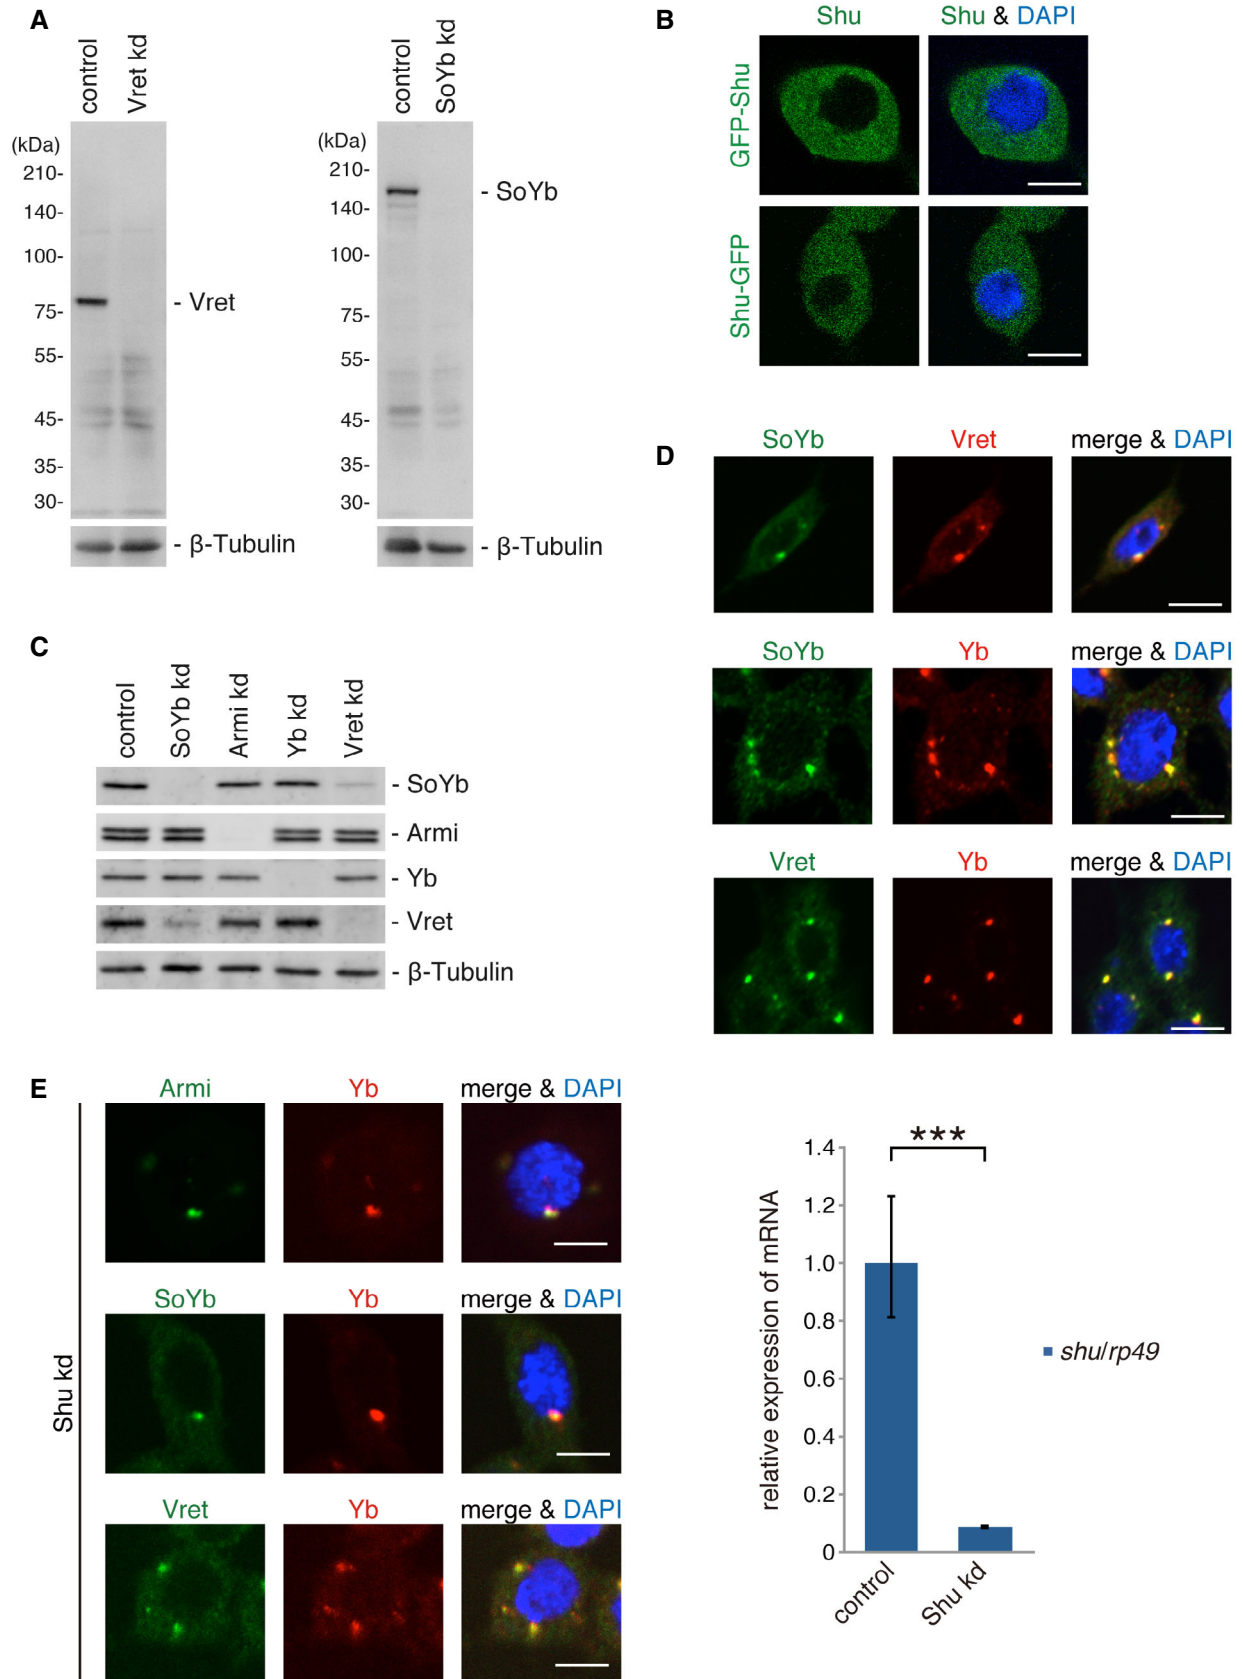 A
control
Vret kd
(kDa)
210-
140-
100-
75-
55-
45-
35-
30-
- Vret
- β-Tubulin
control
SoYb kd
(kDa)
210-
140-
100-
75-
55-
45-
35-
30-
- SoYb
- β-Tubulin
B
Shu
Shu & DAPI
GFP-Shu
Shu-GFP
C
control
SoYb kd
Armi kd
Yb kd
Vret kd
- SoYb
- Armi
- Yb
- Vret
- β-Tubulin
D
SoYb
Vret
merge & DAPI
SoYb
Yb
merge & DAPI
Vret
Yb
merge & DAPI
E
Shu kd
Armi
Yb
merge & DAPI
SoYb
Yb
merge & DAPI
Vret
Yb
merge & DAPI
relative expression of mRNA
1.4
1.2
1.0
0.8
0.6
0.4
0.2
0
***
control
Shu kd
shu/rp49